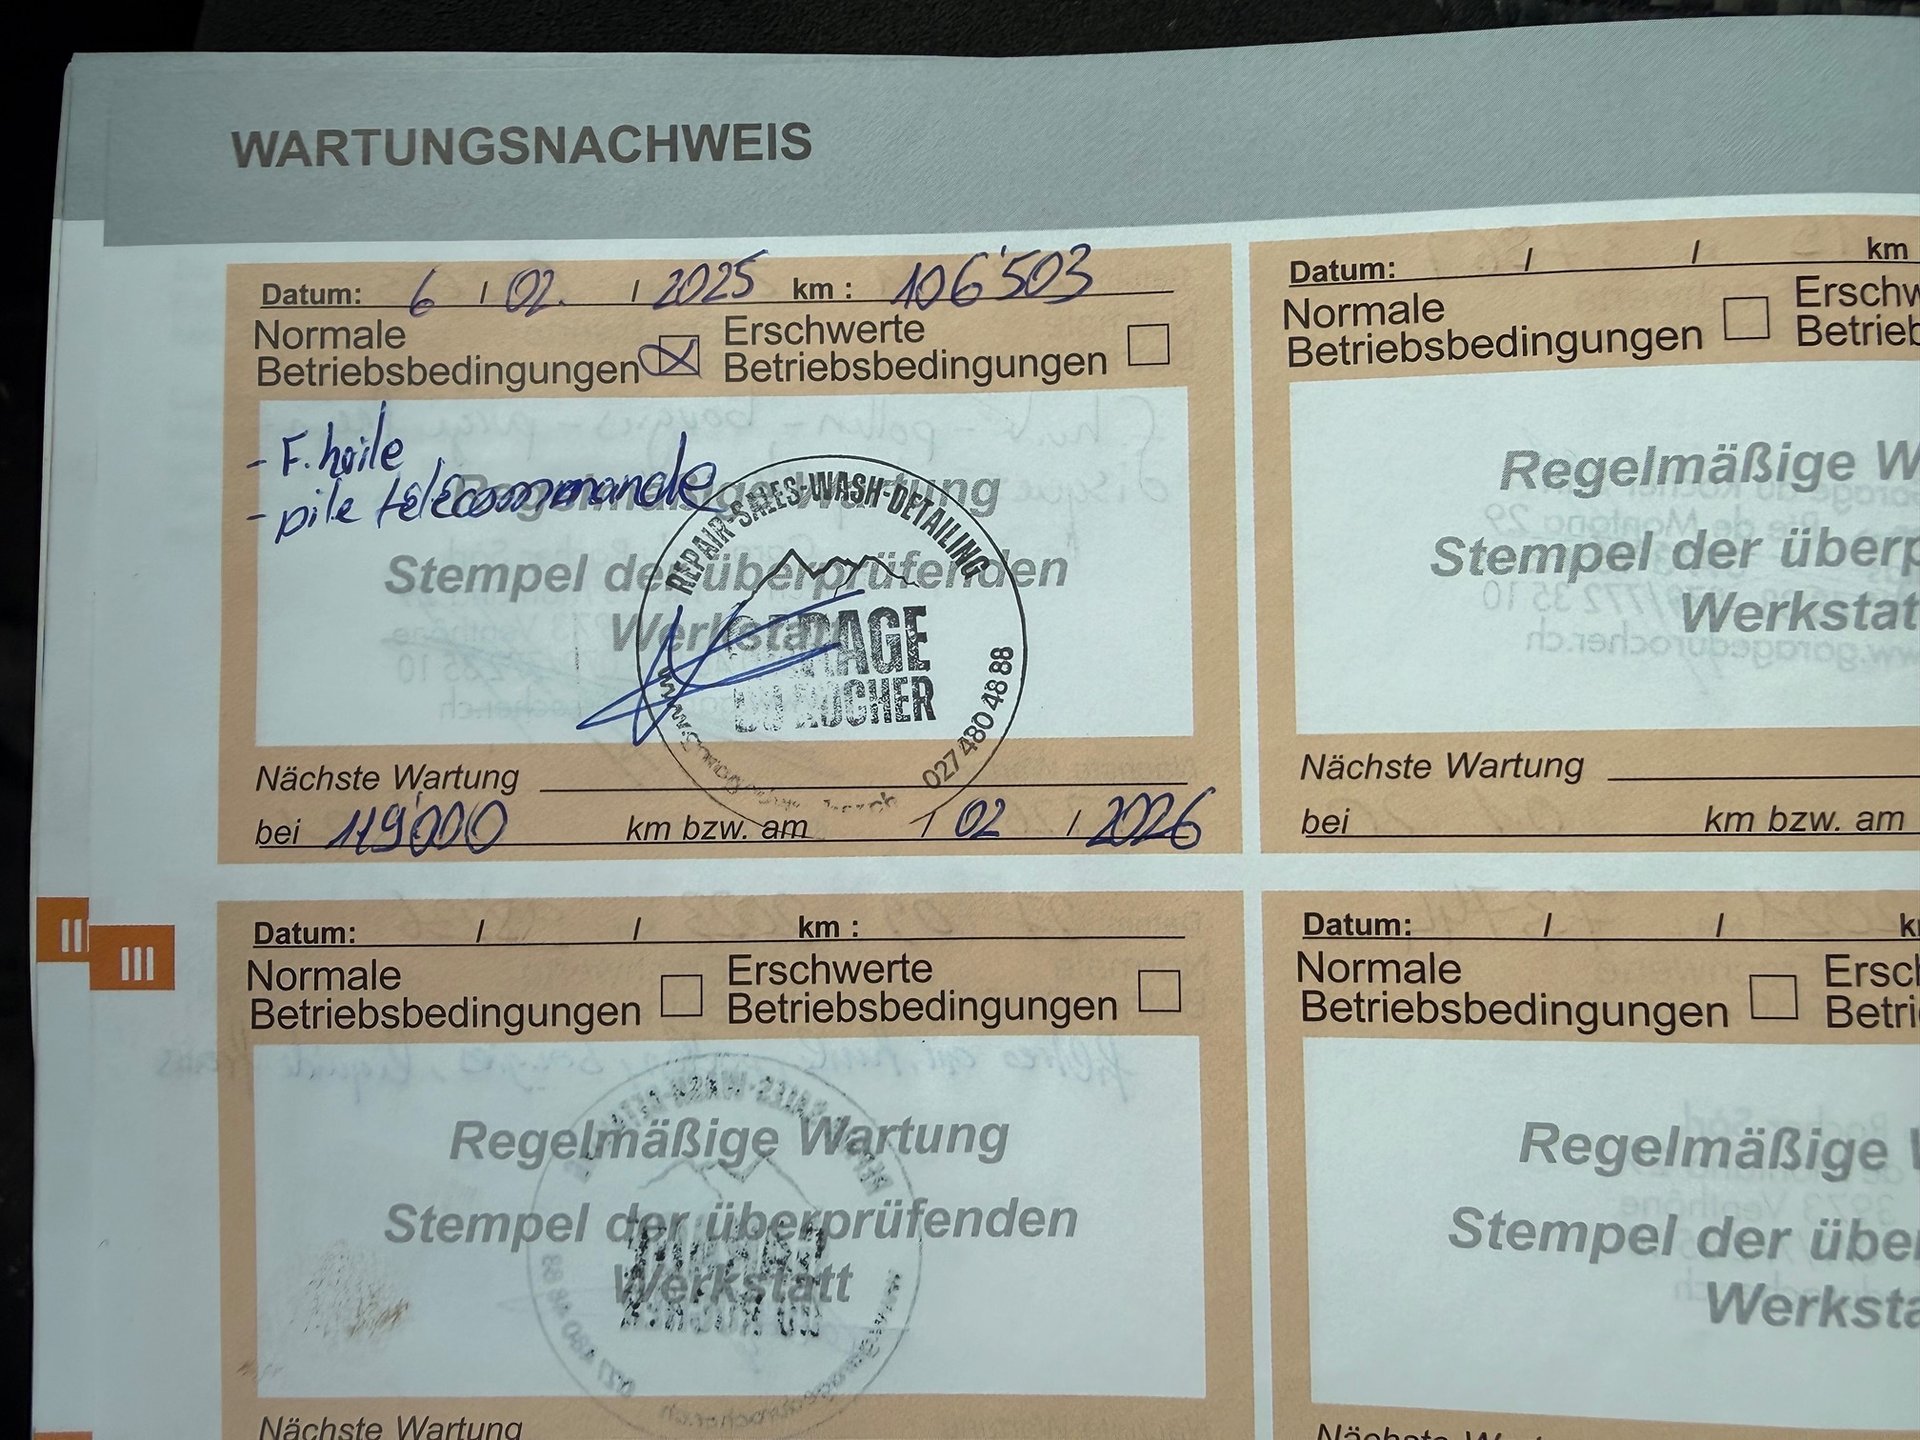 WARTUNGSNACHWEIS
Datum: 6 / 02. / 2025 km : 106'503
Normale Betriebsbedingungen
Erschwerte Betriebsbedingungen
- F. huile
- pile télécommande
Regelmäßige Wartung
Stempel der überprüfenden
Werkstatt
REPAIR-SALES-WASH-DETAILING
GARAGE
DU ROCHER
027 480 48 88
Nächste Wartung
bei 119'000 km bzw. am / 02 / 2026
Datum: / / km
Normale
Betriebsbedingungen
Regelmäßige W
Stempel der überp
Werkstat
Nächste Wartung
bei km bzw. am
II
III
Datum: / / km :
Normale Betriebsbedingungen
Erschwerte Betriebsbedingungen
Regelmäßige Wartung
Stempel der überprüfenden
Werkstatt
Nächste Wartung
Datum: / / k
Normale
Betriebsbedingungen
Regelmäßige
Stempel der über
Werksta